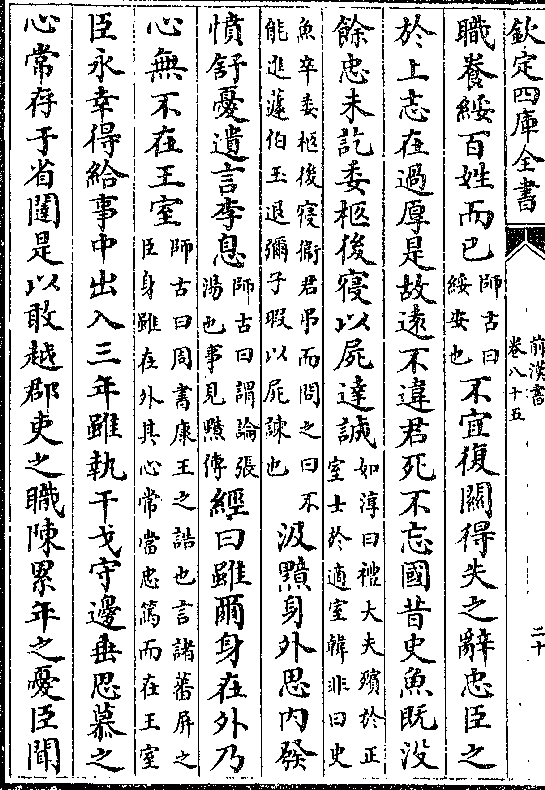 欽定四庫全書
前漢書
卷八十五
二十
職養綏百姓而已
師古曰
綏安也
不宜復關得失之辭忠臣之
於上志在過厚是故遠不違君死不忘國昔史魚既没
餘忠未訖委柩後寢以屍達誠
如淳曰禮大夫殯於正
室士於適室韓非曰史
魚卒委柩後寢衞君弔而問之曰不
能進蘧伯玉退彌子瑕以屍諫也
汲黯身外思内發
憤舒憂遺言李息
師古曰謂論張
湯也事見黯傳
經曰雖爾身在外乃
心無不在王室
師古曰周書康王之誥也言諸蕃屏之
臣身雖在外其心常當忠篤而在王室
臣永幸得給事中出入三年雖執干戈守邊垂思慕之
心常存于省闥是以敢越郡吏之職陳累年之憂臣聞